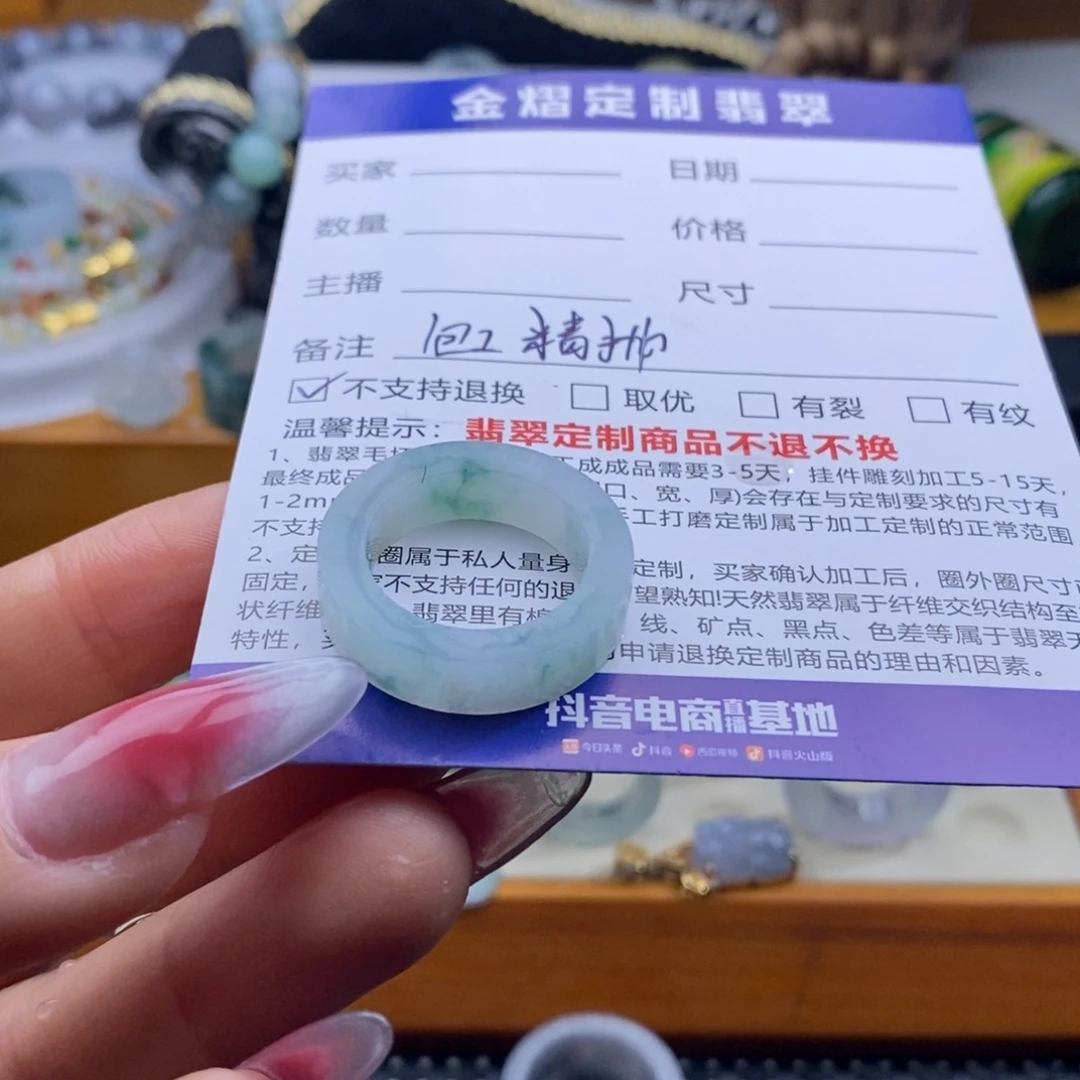 金熠定制翡翠
买家 日期
数量 价格
主播 尺寸
备注 包工精抛
不支持退换 取优 有裂 有纹
温馨提示：翡翠定制商品不退不换
1、翡翠毛坯 工成成品需要3-5天，挂件雕刻加工5-15天，
最终成品 口、宽、厚)会存在与定制要求的尺寸有
1-2m 手工打磨定制属于加工定制的正常范围
不支持
2、定 圈属于私人量身 定制，买家确认加工后，圈外圈尺寸
固定， 不支持任何的退 望熟知!天然翡翠属于纤维交织结构至
状纤维 翡翠里有棉 线、矿点、黑点、色差等属于翡翠天
特性， 申请退换定制商品的理由和因素。
抖音电商直播基地
今日头条 抖音 西瓜视频 抖音火山版